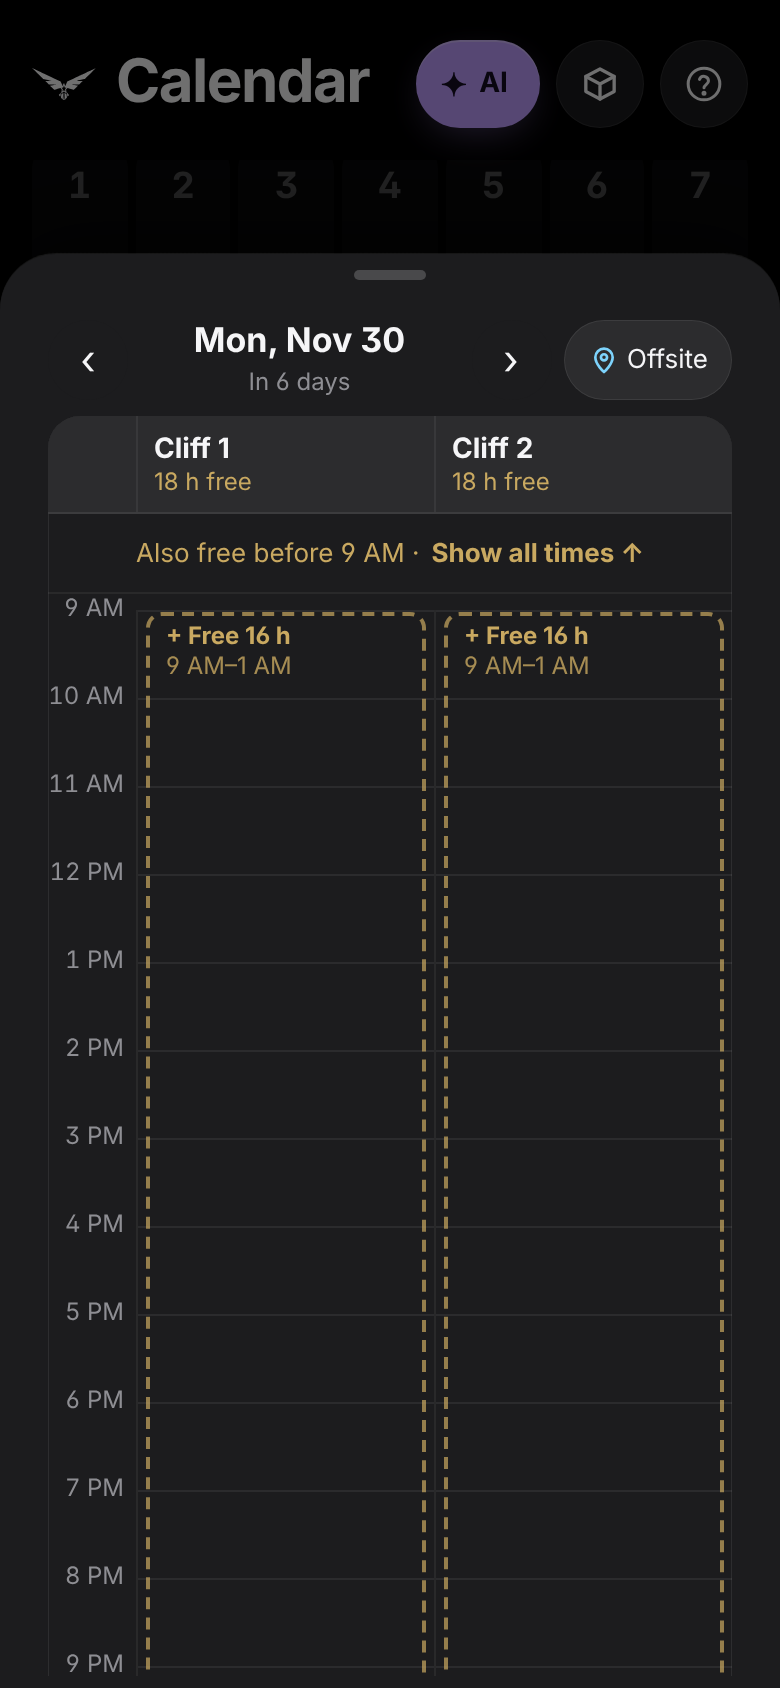 Calendar
AI
1 2 3 4 5 6 7
Mon, Nov 30
In 6 days
Offsite
Cliff 1
18 h free
Cliff 2
18 h free
Also free before 9 AM · Show all times ↑
9 AM
+ Free 16 h
9 AM–1 AM
+ Free 16 h
9 AM–1 AM
10 AM
11 AM
12 PM
1 PM
2 PM
3 PM
4 PM
5 PM
6 PM
7 PM
8 PM
9 PM